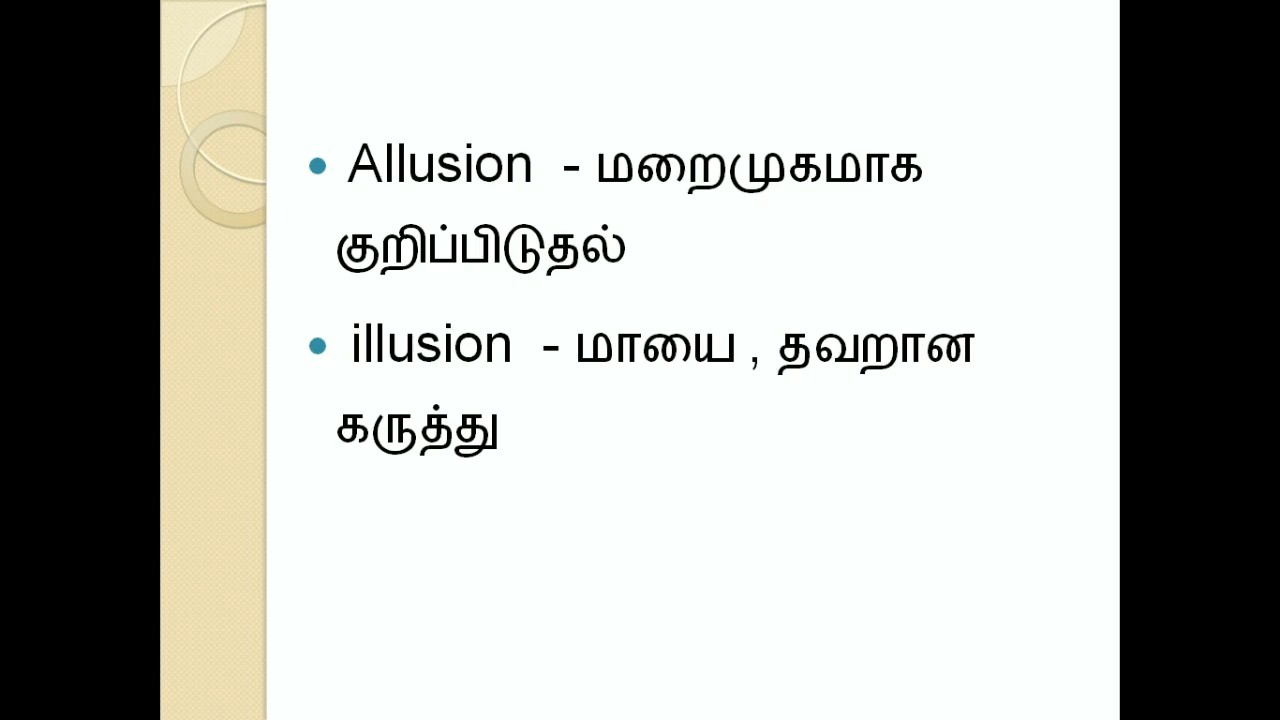 • Allusion - மறைமுகமாக
குறிப்பிடுதல்
• illusion - மாயை , தவறான
கருத்து